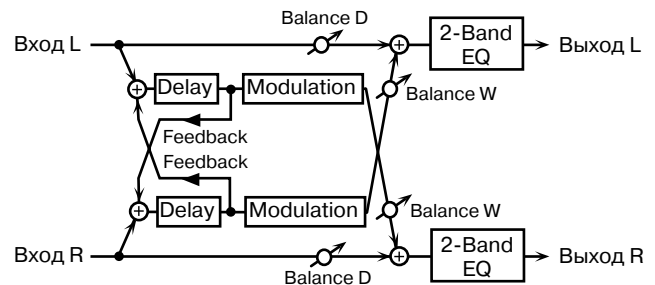 Balance D
Вход L
2-Band
EQ
Выход L
Delay
Modulation
Balance W
Feedback
Feedback
Delay
Modulation
Balance W
Вход R
2-Band
EQ
Выход R
Balance D